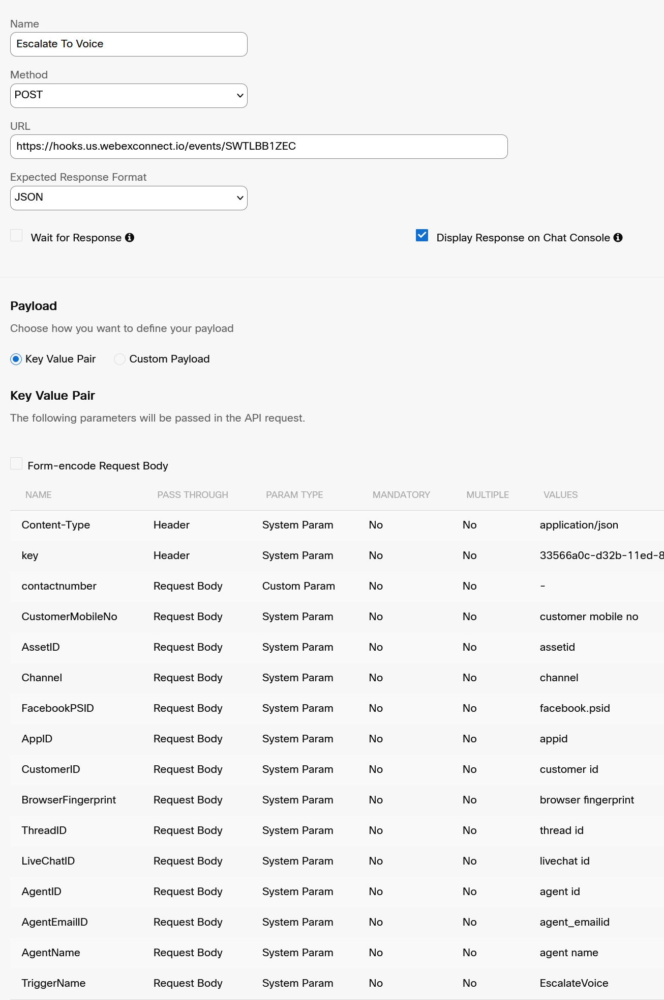 Name
Escalate To Voice
Method
POST
URL
https://hooks.us.webexconnect.io/events/SWTLBB1ZEC
Expected Response Format
JSON
Wait for Response Display Response on Chat Console
Payload
Choose how you want to define your payload
Key Value Pair Custom Payload
Key Value Pair
The following parameters will be passed in the API request.
Form-encode Request Body
NAME PASS THROUGH PARAM TYPE MANDATORY MULTIPLE VALUES
Content-Type Header System Param No No application/json
key Header System Param No No 33566a0c-d32b-11ed-8
contactnumber Request Body Custom Param No No -
CustomerMobileNo Request Body System Param No No customer mobile no
AssetID Request Body System Param No No assetid
Channel Request Body System Param No No channel
FacebookPSID Request Body System Param No No facebook.psid
AppID Request Body System Param No No appid
CustomerID Request Body System Param No No customer id
BrowserFingerprint Request Body System Param No No browser fingerprint
ThreadID Request Body System Param No No thread id
LiveChatID Request Body System Param No No livechat id
AgentID Request Body System Param No No agent id
AgentEmailID Request Body System Param No No agent_emailid
AgentName Request Body System Param No No agent name
TriggerName Request Body System Param No No EscalateVoice